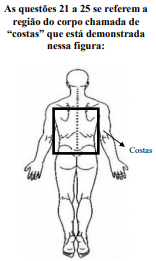 As questões 21 a 25 se referem a
região do corpo chamada de
“costas” que está demonstrada
nessa figura:
Costas